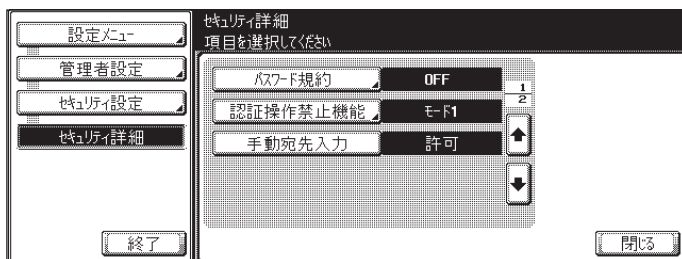 設定メニュー
管理者設定
セキュリティ設定
セキュリティ詳細
終了
セキュリティ詳細
項目を選択してください
パスワード規約 OFF
認証操作禁止機能 モード1
手動宛先入力 許可
1
2
閉じる